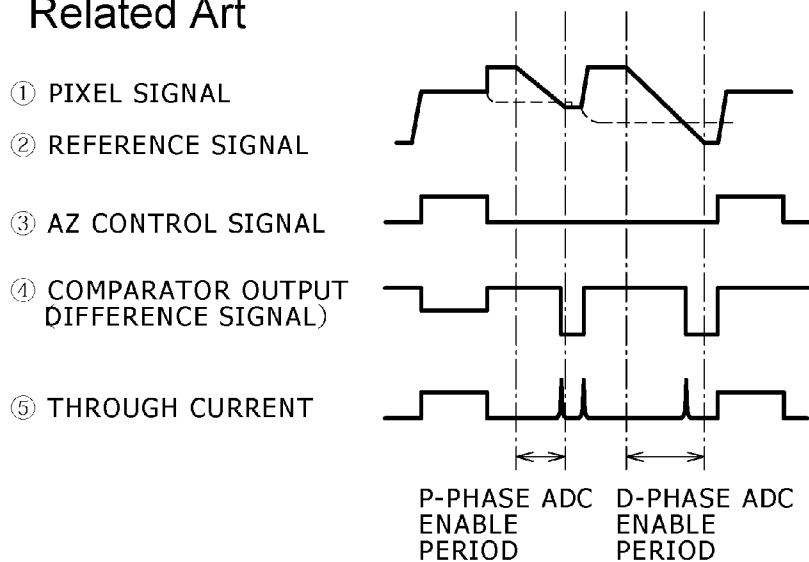 Related Art
① PIXEL SIGNAL
② REFERENCE SIGNAL
③ AZ CONTROL SIGNAL
④ COMPARATOR OUTPUT
(DIFFERENCE SIGNAL)
⑤ THROUGH CURRENT
P-PHASE ADC
ENABLE
PERIOD
D-PHASE ADC
ENABLE
PERIOD